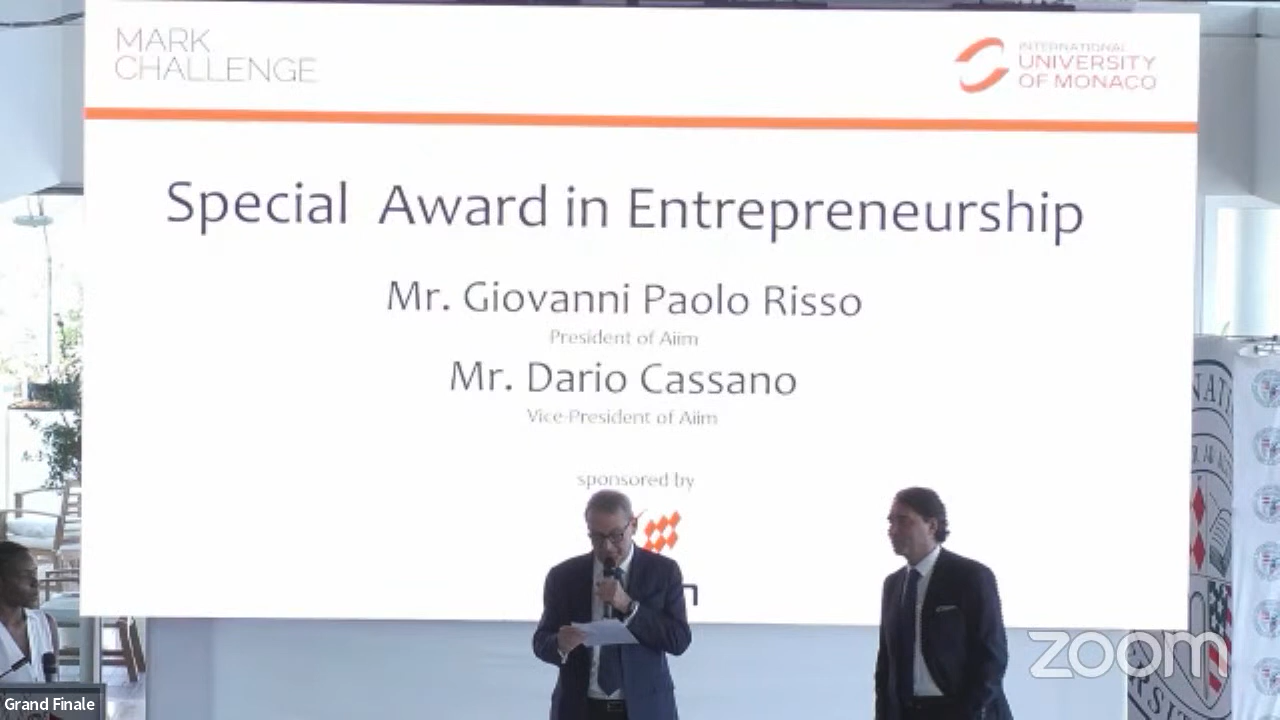 MARK
CHALLENGE
INTERNATIONAL
UNIVERSITY
OF MONACO
Special Award in Entrepreneurship
Mr. Giovanni Paolo Risso
President of Aiim
Mr. Dario Cassano
Vice-President of Aiim
sponsored by
zoom
Grand Finale